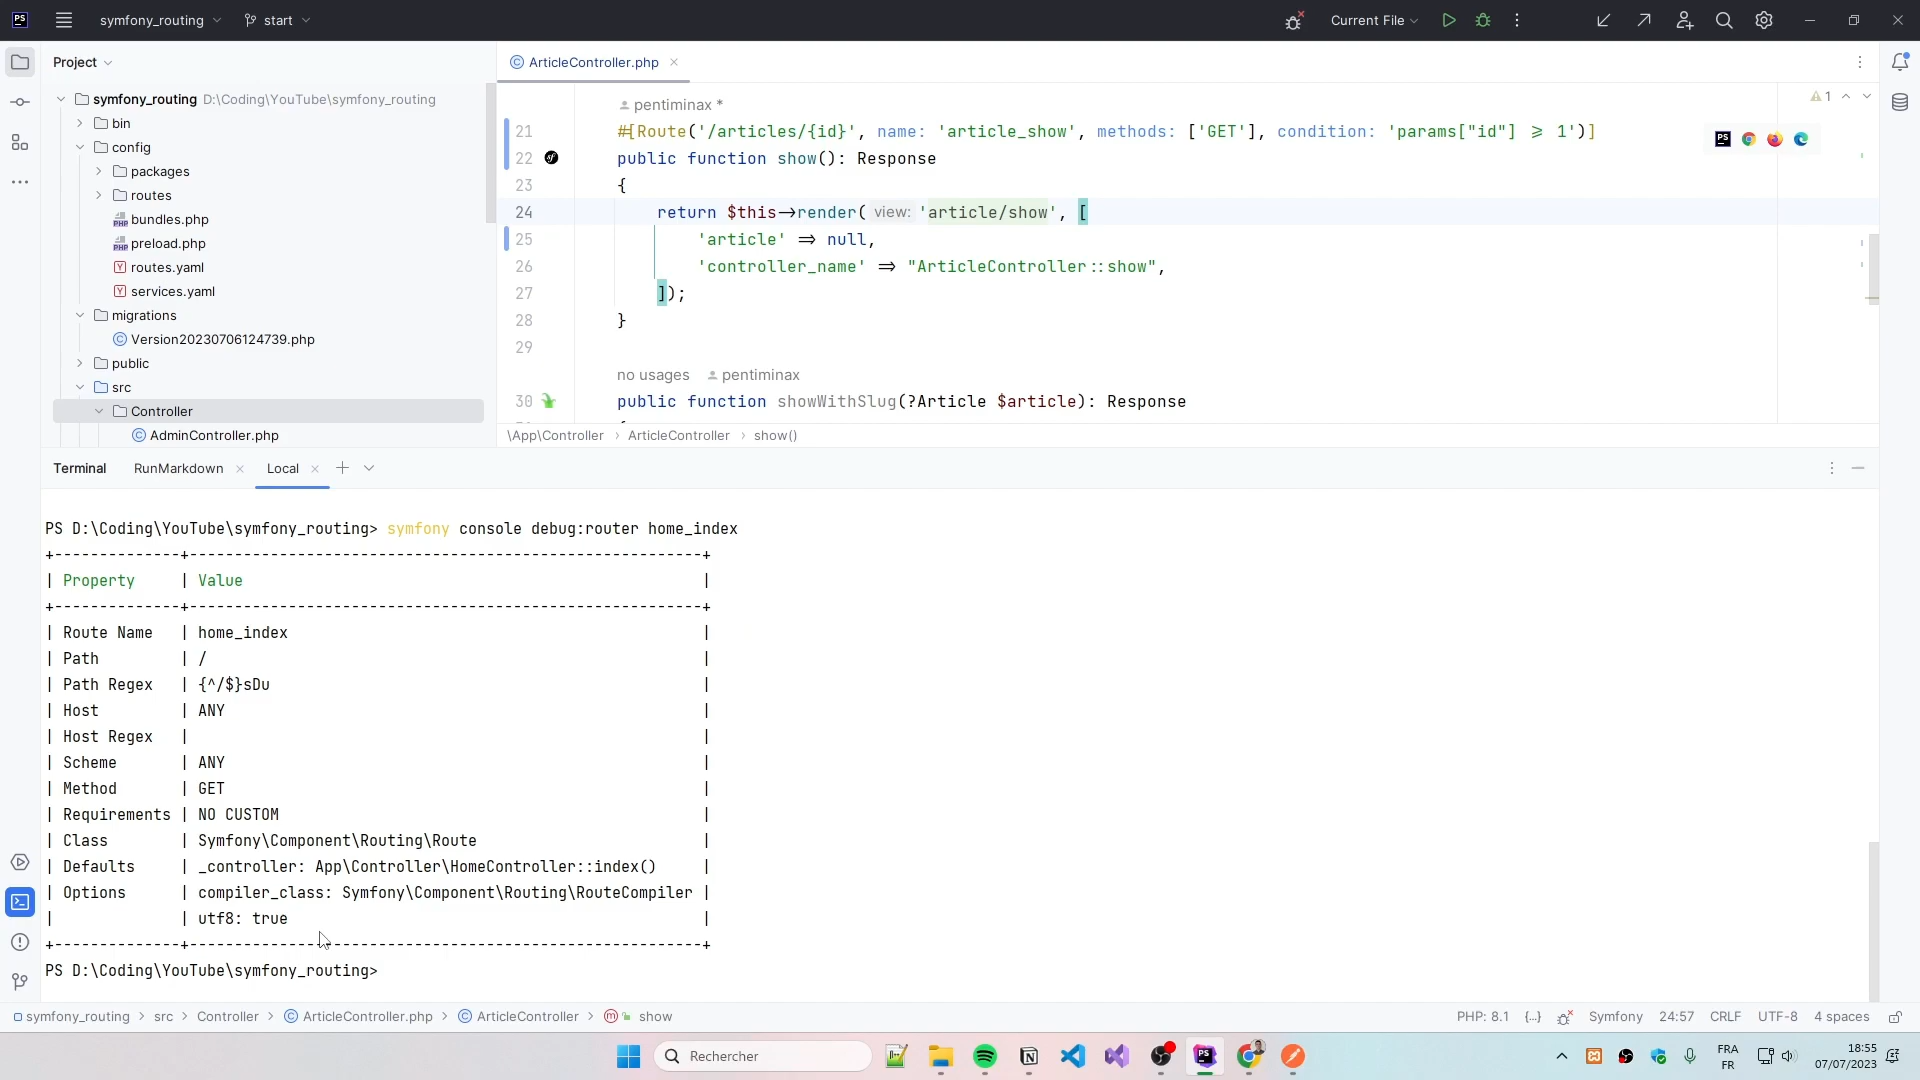 symfony_routing
start
Current File
Project
ArticleController.php
symfony_routing D:\Coding\YouTube\symfony_routing
bin
config
packages
routes
bundles.php
preload.php
routes.yaml
services.yaml
migrations
Version20230706124739.php
public
src
Controller
AdminController.php
pentiminax *
1
21 #[Route('/articles/{id}', name: 'article_show', methods: ['GET'], condition: 'params["id"] >= 1')]
22 public function show(): Response
23 {
24 return $this->render( view: 'article/show', [
25 'article' => null,
26 'controller_name' => "ArticleController::show",
27 ]);
28 }
29
no usages pentiminax
30 public function showWithSlug(?Article $article): Response
\App\Controller › ArticleController › show()
Terminal RunMarkdown Local
PS D:\Coding\YouTube\symfony_routing> symfony console debug:router home_index
+--------------+---------------------------------------------------------+
| Property | Value |
+--------------+---------------------------------------------------------+
| Route Name | home_index |
| Path | / |
| Path Regex | {^/$}sDu |
| Host | ANY |
| Host Regex | |
| Scheme | ANY |
| Method | GET |
| Requirements | NO CUSTOM |
| Class | Symfony\Component\Routing\Route |
| Defaults | _controller: App\Controller\HomeController::index() |
| Options | compiler_class: Symfony\Component\Routing\RouteCompiler |
| | utf8: true |
+--------------+---------------------------------------------------------+
PS D:\Coding\YouTube\symfony_routing>
symfony_routing › src › Controller › ArticleController.php › ArticleController › show
PHP: 8.1 {...} Symfony 24:57 CRLF UTF-8 4 spaces
Rechercher
FRA
FR
18:55
07/07/2023